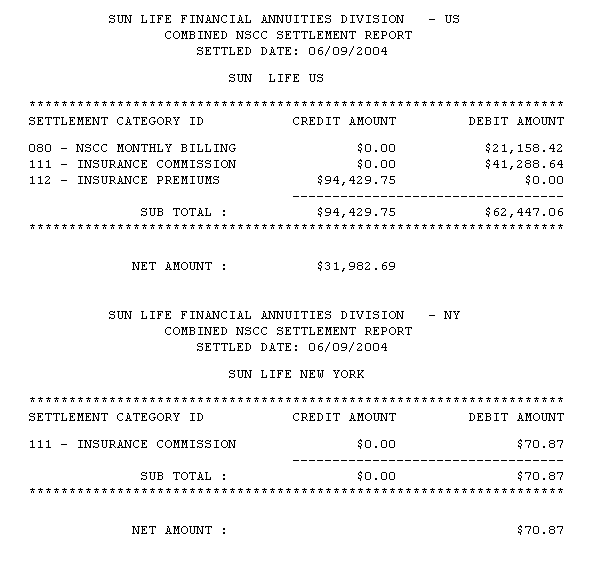 SUN LIFE FINANCIAL ANNUITIES DIVISION - US
COMBINED NSCC SETTLEMENT REPORT
SETTLED DATE: 06/09/2004
SUN LIFE US
**********************************************************************
SETTLEMENT CATEGORY ID CREDIT AMOUNT DEBIT AMOUNT
080 - NSCC MONTHLY BILLING $0.00 $21,158.42
111 - INSURANCE COMMISSION $0.00 $41,288.64
112 - INSURANCE PREMIUMS $94,429.75 $0.00
----------------------------------
SUB TOTAL : $94,429.75 $62,447.06
**********************************************************************
NET AMOUNT : $31,982.69
SUN LIFE FINANCIAL ANNUITIES DIVISION - NY
COMBINED NSCC SETTLEMENT REPORT
SETTLED DATE: 06/09/2004
SUN LIFE NEW YORK
**********************************************************************
SETTLEMENT CATEGORY ID CREDIT AMOUNT DEBIT AMOUNT
111 - INSURANCE COMMISSION $0.00 $70.87
----------------------------------
SUB TOTAL : $0.00 $70.87
**********************************************************************
NET AMOUNT : $70.87